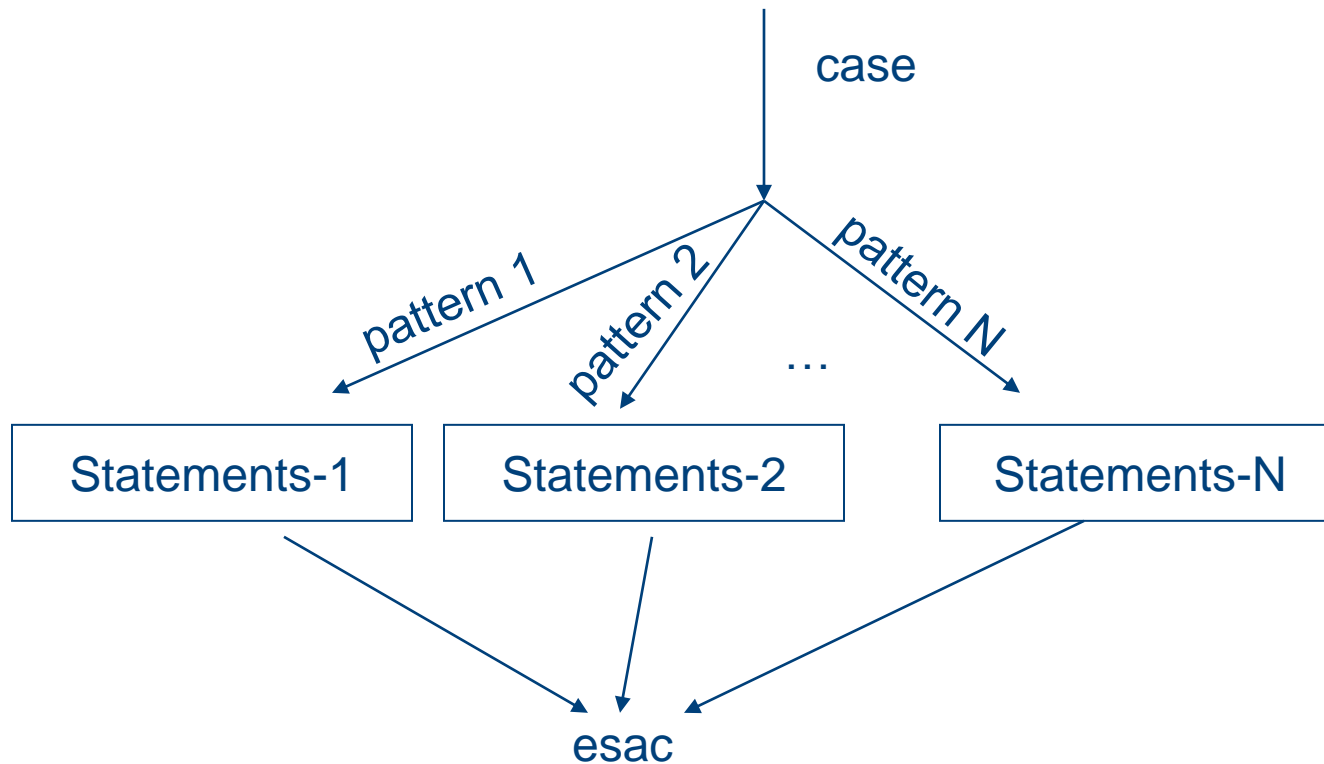 case
pattern 1
pattern 2
pattern N
...
Statements-1
Statements-2
Statements-N
esac